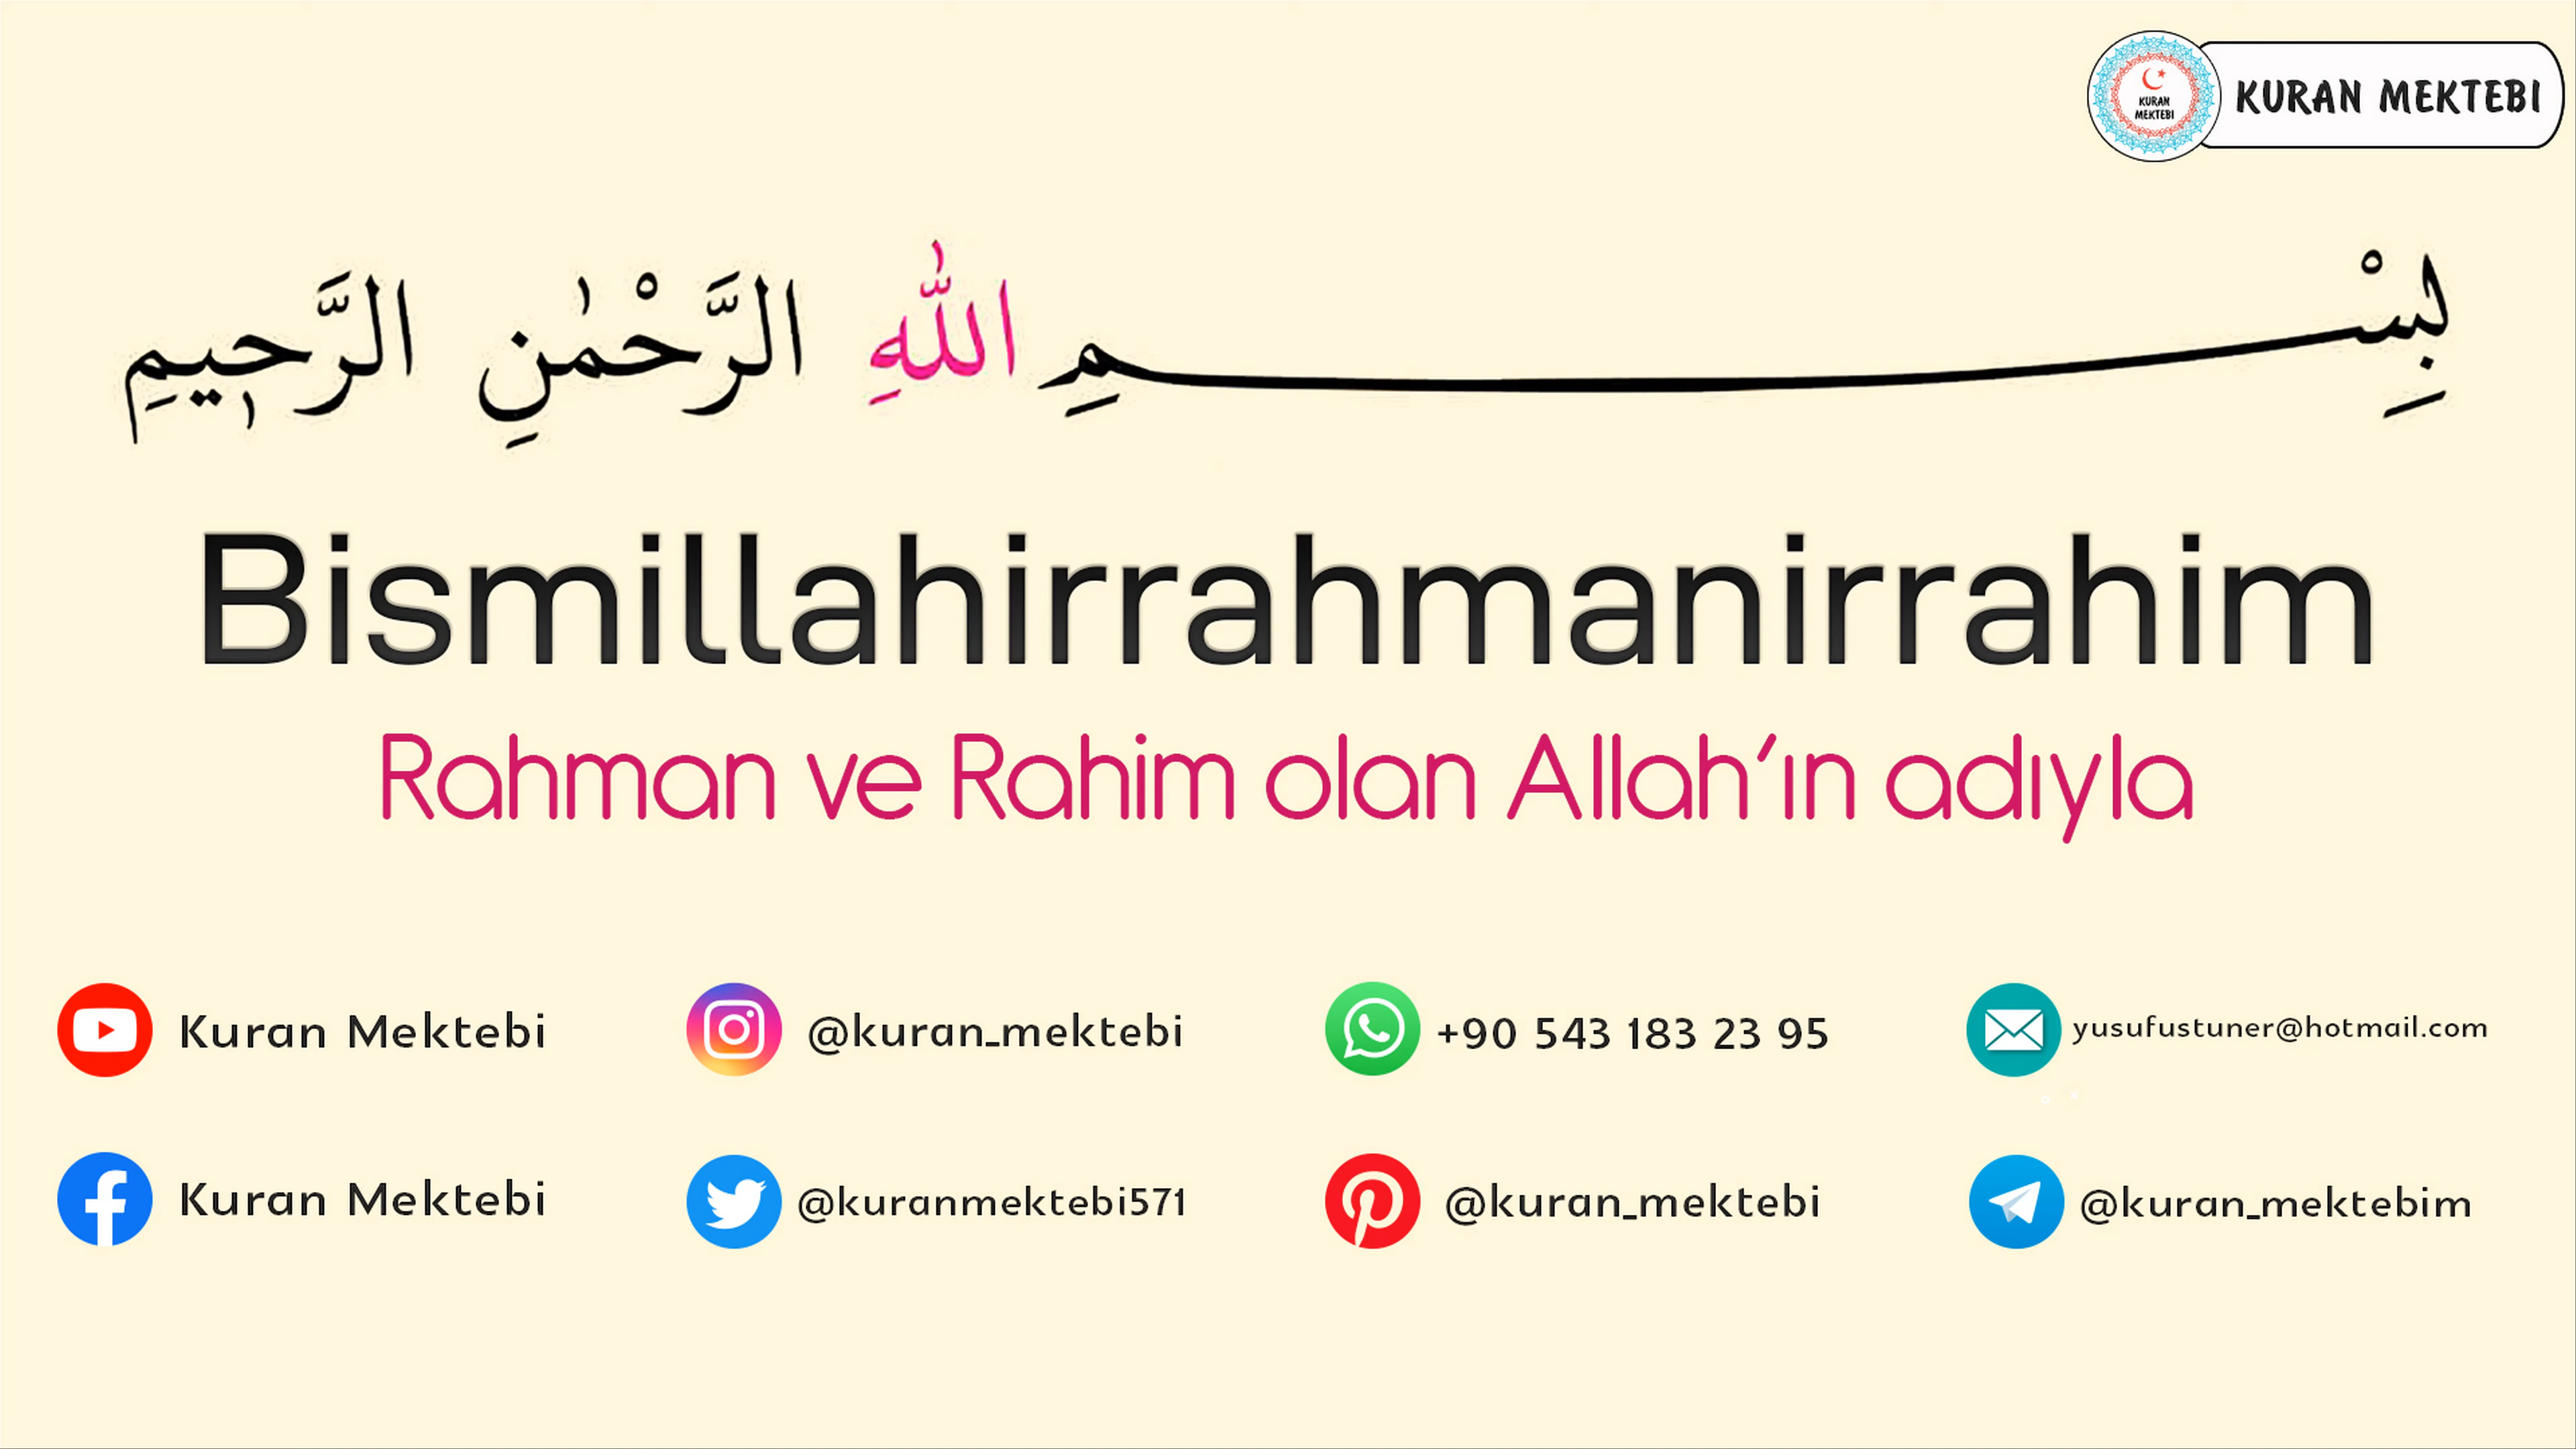 KURAN MEKTEBI
KURAN
MEKTEBI
بِسْمِ اللّٰهِ الرَّحْمٰنِ الرَّحٖيمِ
Bismillahirrahmanirrahim
Rahman ve Rahim olan Allah'ın adıyla
Kuran Mektebi
@kuran_mektebi
+90 543 183 23 95
yusufustuner@hotmail.com
Kuran Mektebi
@kuranmektebi571
@kuran_mektebi
@kuran_mektebim